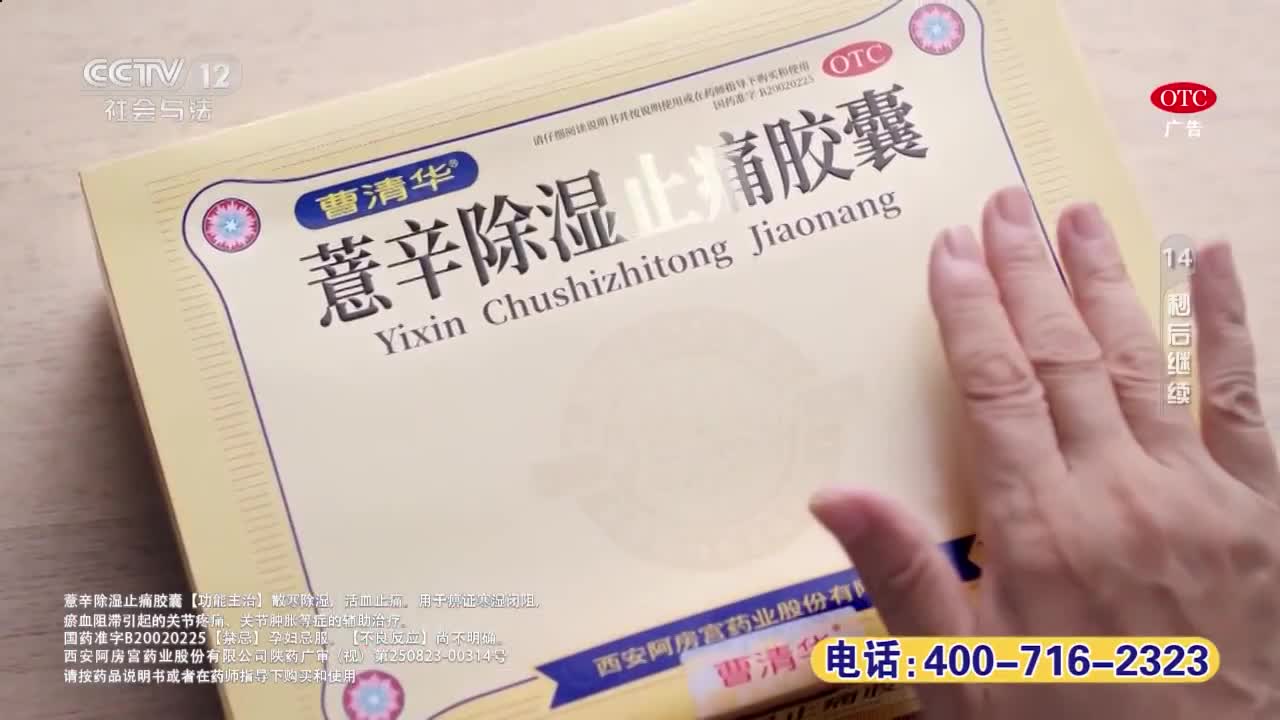 CCTV 12
社会与法
OTC
广告
14
秒后继续
OTC
请仔细阅读说明书并按说明使用或在药师指导下购买和使用
国药准字B20020225
曹清华®
薏辛除湿止痛胶囊
Yixin Chushizhitong Jiaonang
西安阿房宫药业股份有限
曹清华
薏辛除湿止痛胶囊【功能主治】散寒除湿，活血止痛。用于痹证寒湿闭阻，
瘀血阻滞引起的关节疼痛、关节肿胀等症的辅助治疗。
国药准字B20020225【禁忌】孕妇忌服。【不良反应】尚不明确。
西安阿房宫药业股份有限公司陕药广审（视）第250823-00314号
请按药品说明书或者在药师指导下购买和使用
电话:400-716-2323